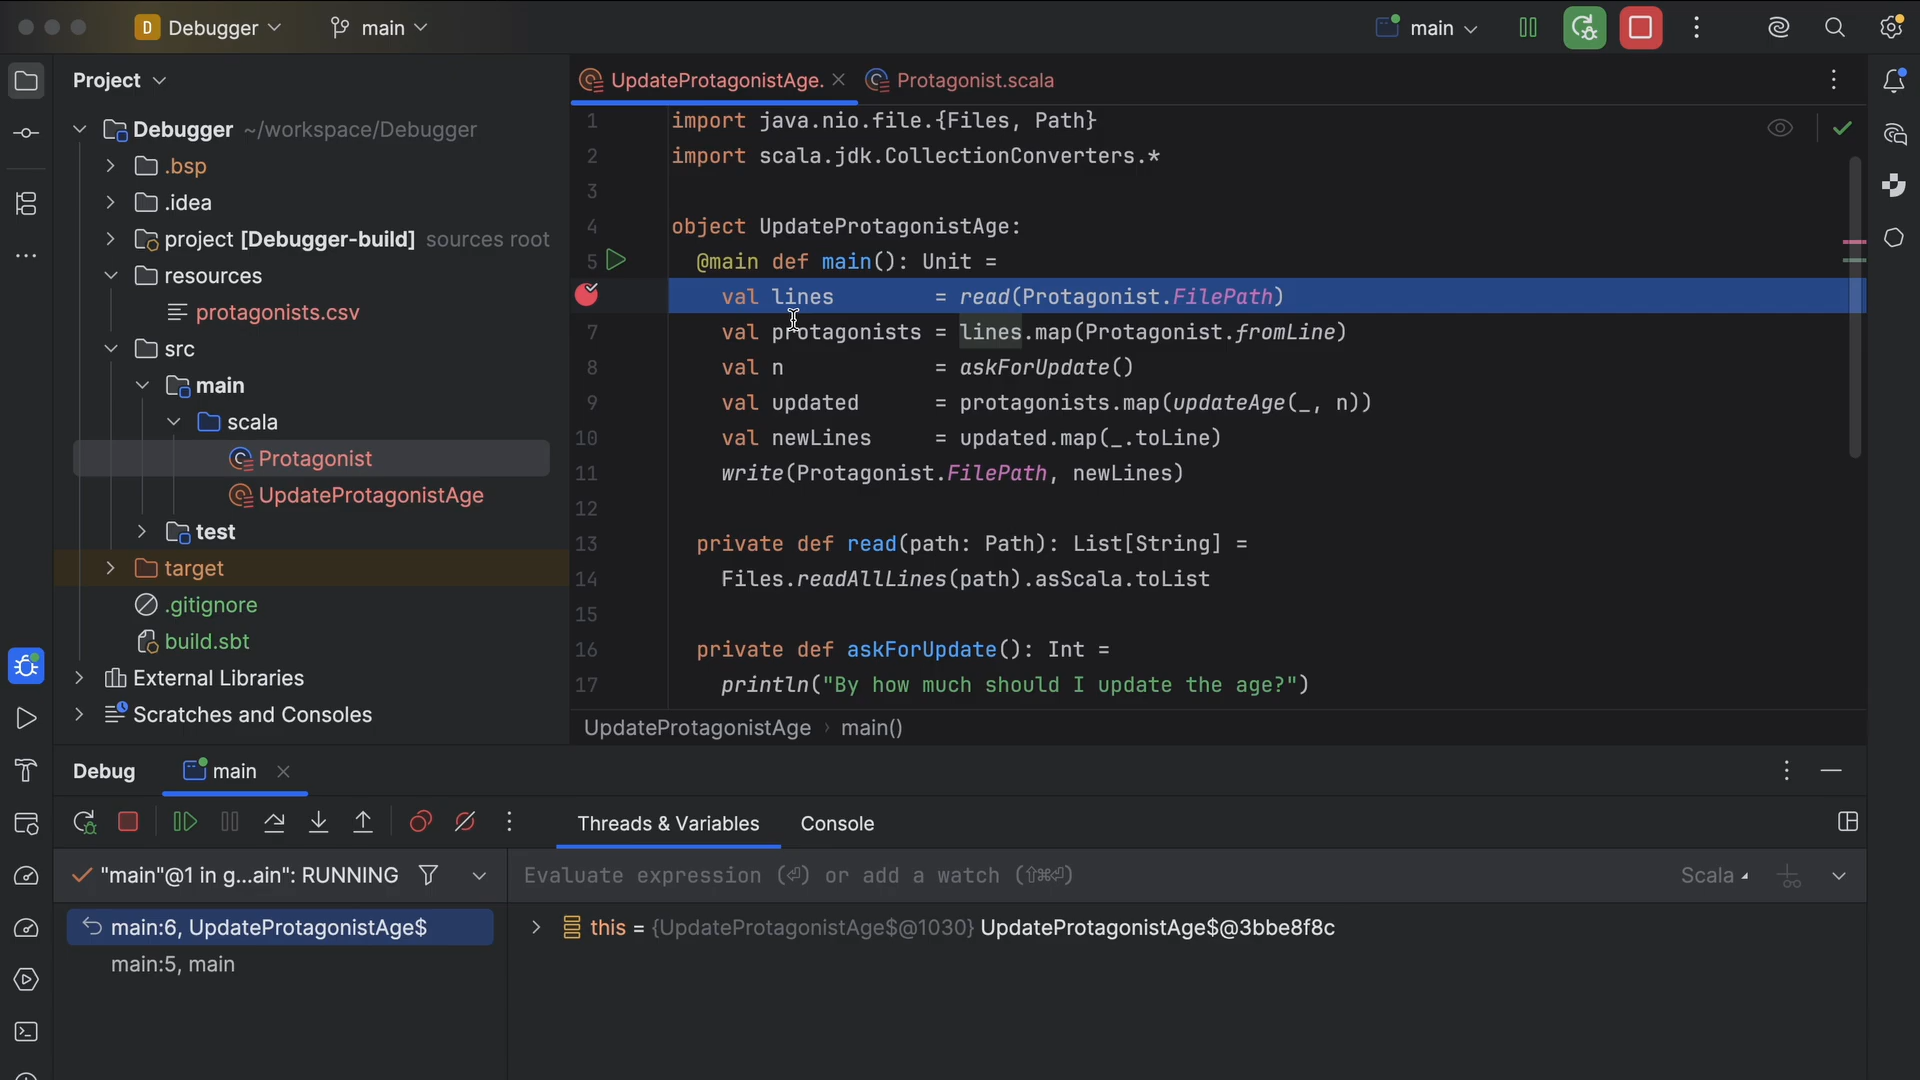 D Debugger main main
Project
Debugger ~/workspace/Debugger
.bsp
.idea
project [Debugger-build] sources root
resources
protagonists.csv
src
main
scala
Protagonist
UpdateProtagonistAge
test
target
.gitignore
build.sbt
External Libraries
Scratches and Consoles
UpdateProtagonistAge. Protagonist.scala
1 import java.nio.file.{Files, Path}
2 import scala.jdk.CollectionConverters.*
3
4 object UpdateProtagonistAge:
5 @main def main(): Unit =
val lines = read(Protagonist.FilePath)
7 val protagonists = lines.map(Protagonist.fromLine)
8 val n = askForUpdate()
9 val updated = protagonists.map(updateAge(_, n))
10 val newLines = updated.map(_.toLine)
11 write(Protagonist.FilePath, newLines)
12
13 private def read(path: Path): List[String] =
14 Files.readAllLines(path).asScala.toList
15
16 private def askForUpdate(): Int =
17 println("By how much should I update the age?")
UpdateProtagonistAge › main()
Debug main
Threads & Variables Console
"main"@1 in g...ain": RUNNING
Evaluate expression (⏎) or add a watch (⇧⌘⏎) Scala
main:6, UpdateProtagonistAge$
main:5, main
this = {UpdateProtagonistAge$@1030} UpdateProtagonistAge$@3bbe8f8c